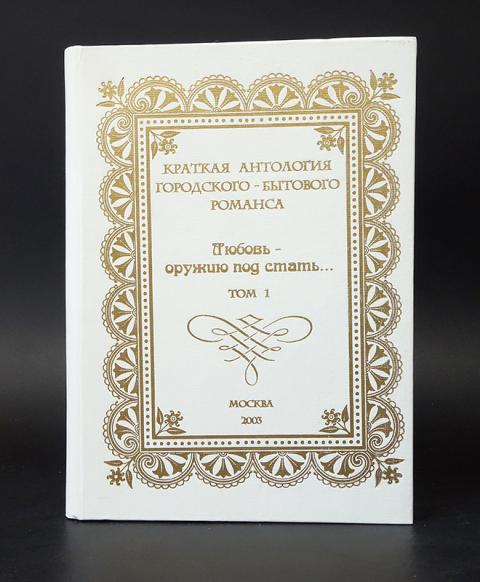 КРАТКАЯ АНТОЛОГИЯ
ГОРОДСКОГО - БЫТОВОГО
РОМАНСА
Любовь -
оружию под стать...
ТОМ 1
МОСКВА
2003